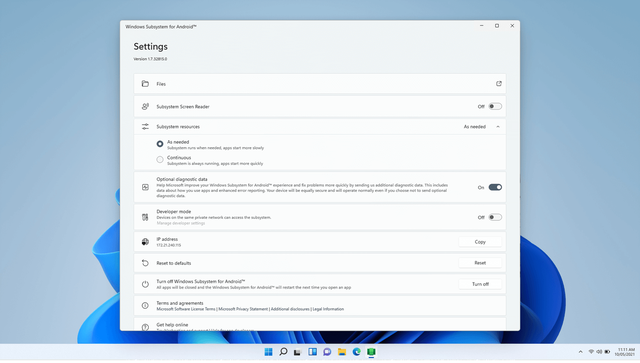 Windows Subsystem for Android™
Settings
Version 1.7.32815.0
Files
Subsystem Screen Reader
Off
Subsystem resources
As needed
As needed
Subsystem runs when needed, apps start more slowly
Continuous
Subsystem is always running, apps start more quickly
Optional diagnostic data
Help Microsoft improve your Windows Subsystem for Android™ experience and fix problems more quickly by sending us additional diagnostic data. This includes
data about how you use apps and enhanced error reporting. Your device will be equally secure and will operate normally even if you choose not to send optional
diagnostic data.
On
Developer mode
Devices on the same private network can access the subsystem
Manage developer settings
Off
IP address
172.21.240.115
Copy
Reset to defaults
Reset
Turn off Windows Subsystem for Android™
All apps will be closed and the Windows Subsystem for Android™ will restart the next time you open an app
Turn off
Terms and agreements
Microsoft Software License Terms | Microsoft Privacy Statement | Additional disclosures | Legal information
Get help online
11:11 AM
10/05/2021